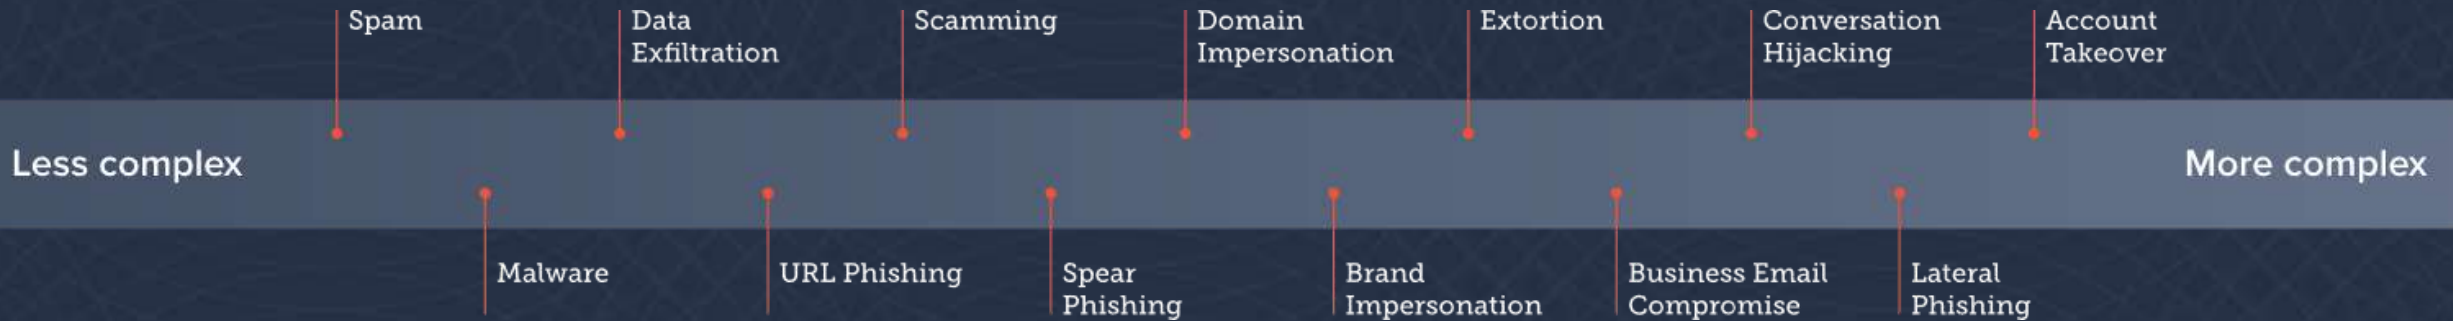 Spam
Data
Exfiltration
Scamming
Domain
Impersonation
Extortion
Conversation
Hijacking
Account
Takeover
Less complex
More complex
Malware
URL Phishing
Spear
Phishing
Brand
Impersonation
Business Email
Compromise
Lateral
Phishing